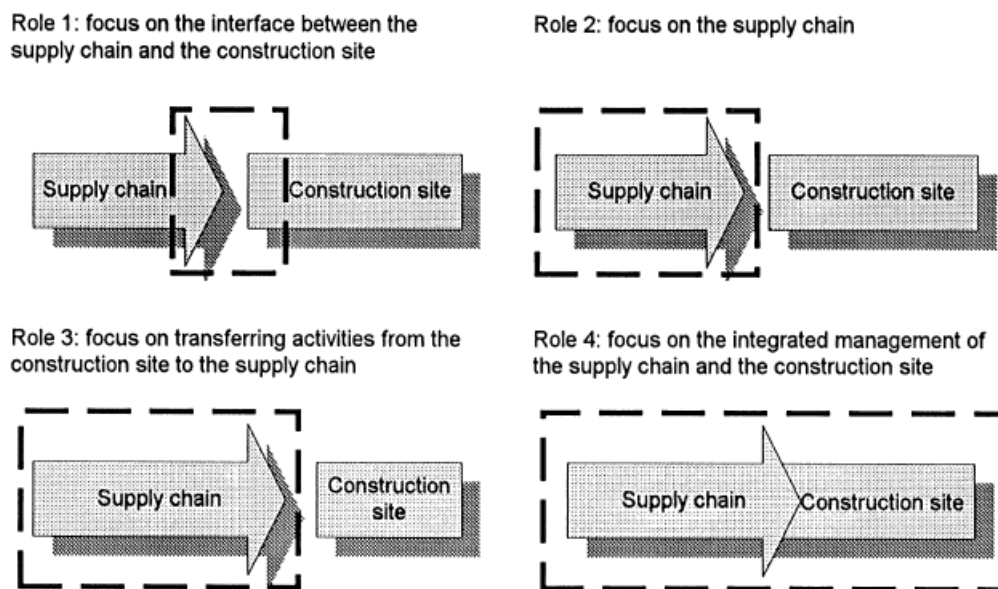 Role 1: focus on the interface between the
supply chain and the construction site
Supply chain
Construction site
Role 2: focus on the supply chain
Supply chain
Construction site
Role 3: focus on transferring activities from the
construction site to the supply chain
Supply chain
Construction
site
Role 4: focus on the integrated management of
the supply chain and the construction site
Supply chain
Construction site